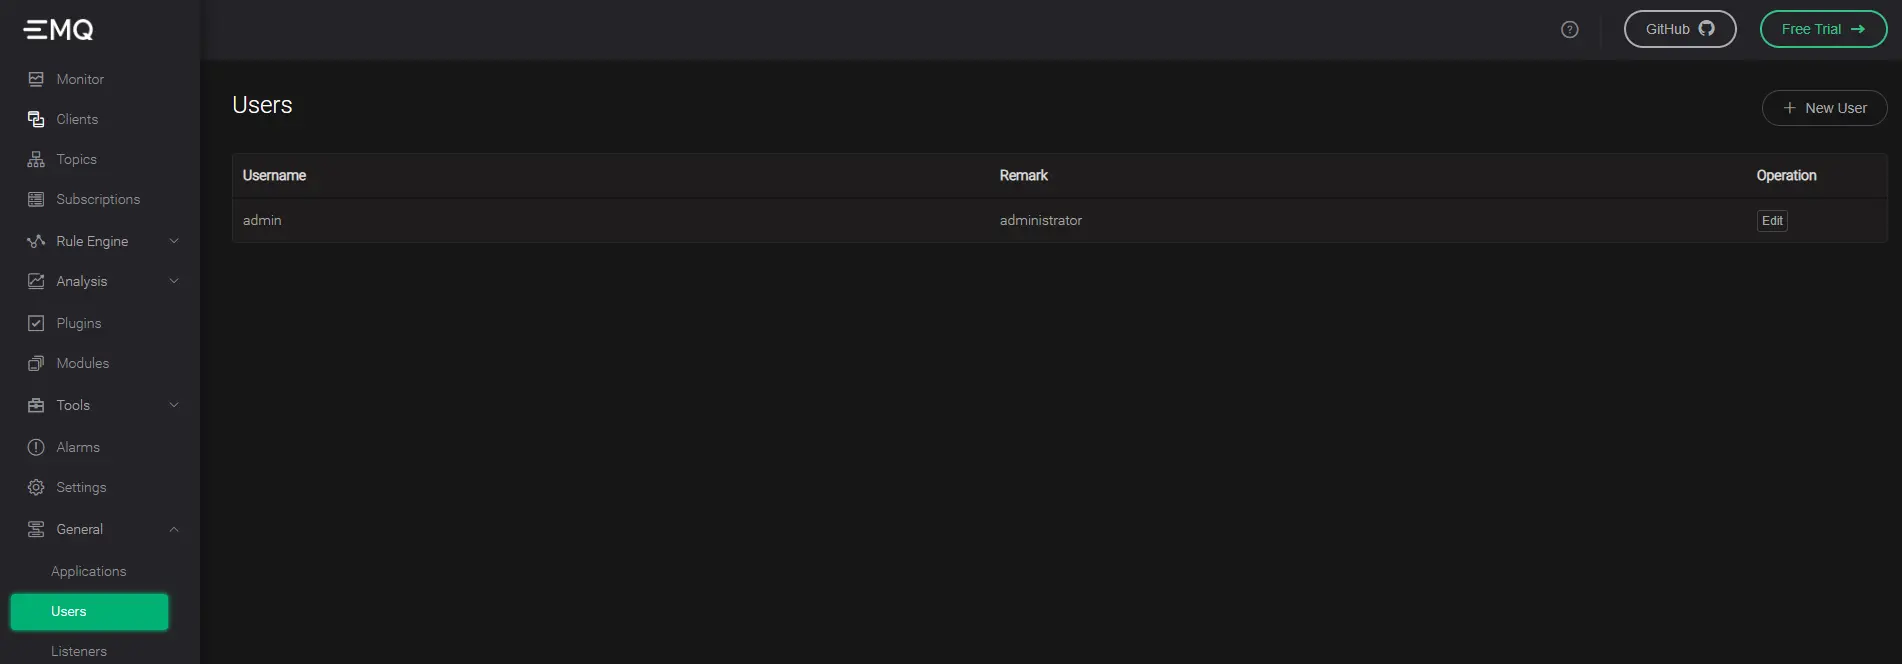 EMQ
GitHub
Free Trial →
Monitor
Clients
Topics
Subscriptions
Rule Engine
Analysis
Plugins
Modules
Tools
Alarms
Settings
General
Applications
Users
Listeners
Users
+ New User
Username Remark Operation
admin administrator Edit